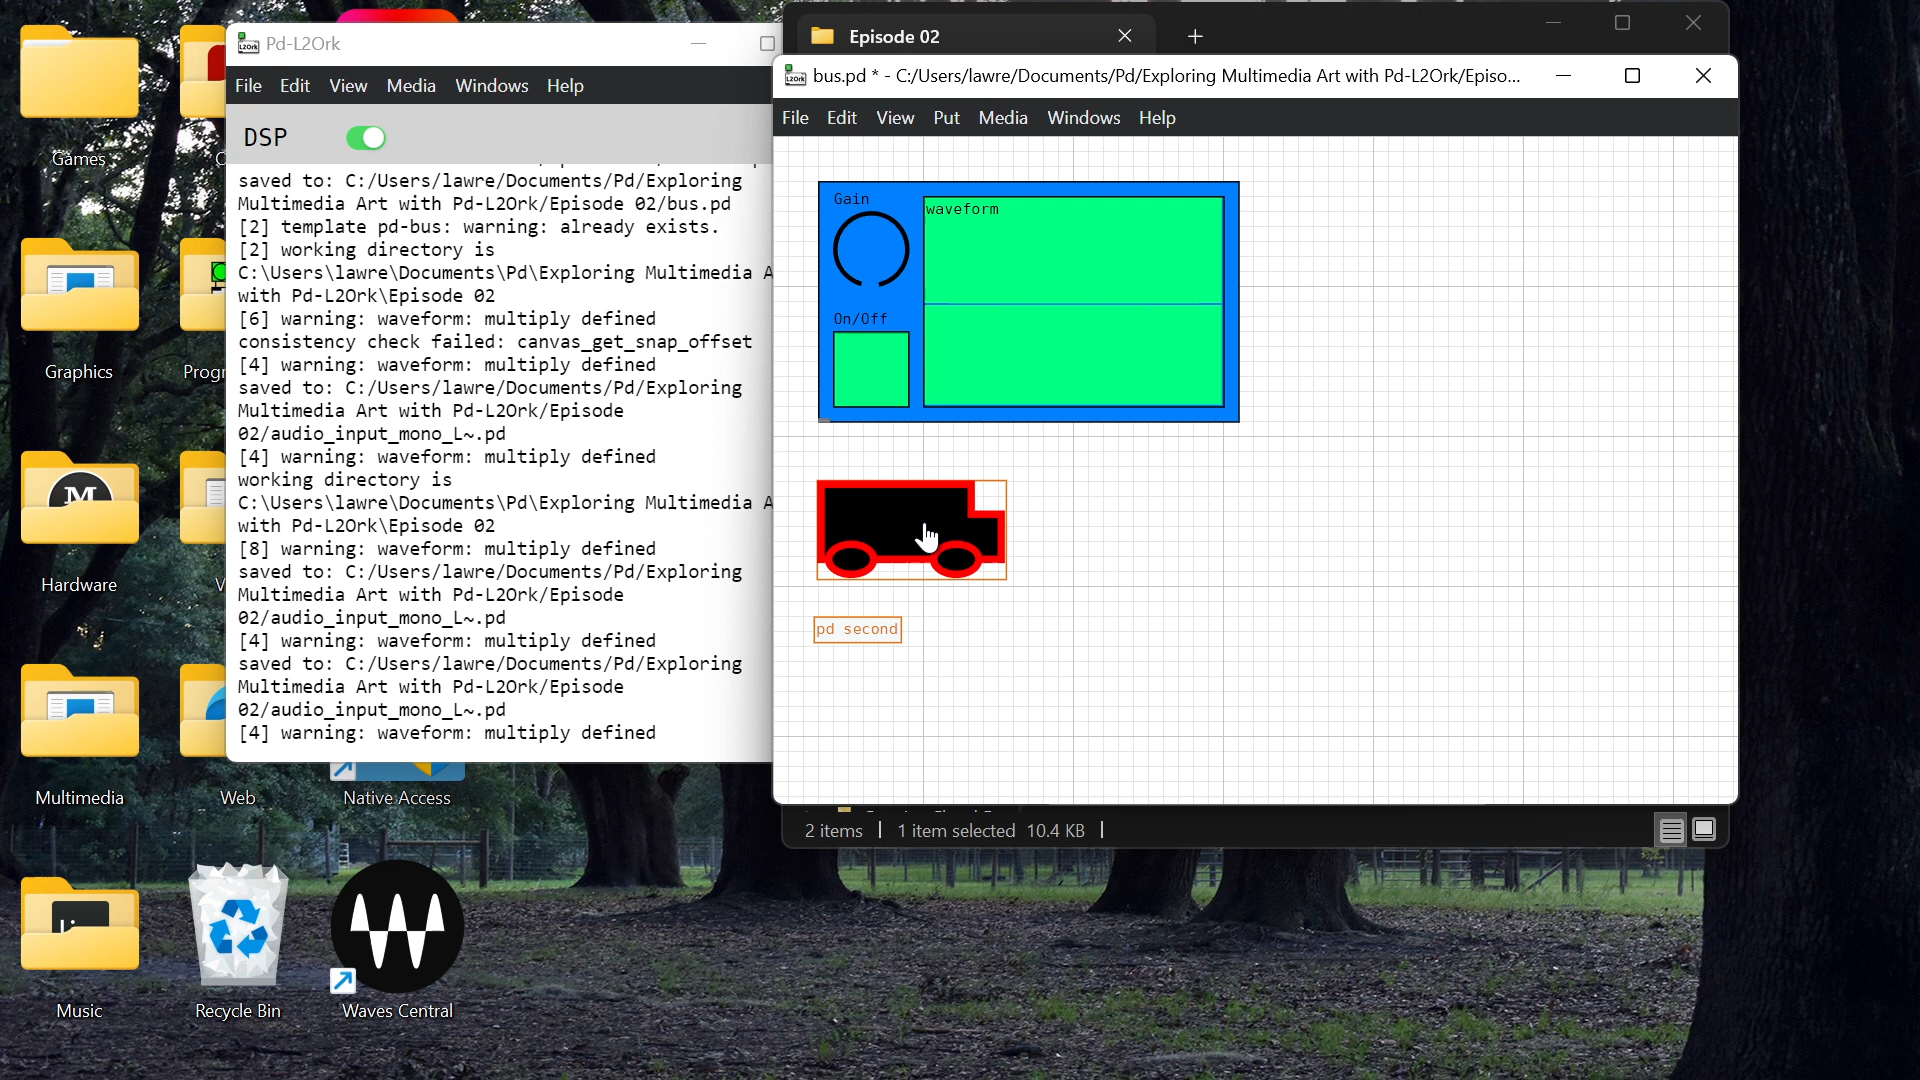 Games
Graphics
Progr
Hardware
Multimedia
Web
Native Access
Music
Recycle Bin
Waves Central
L2Ork
Pd-L2Ork
File Edit View Media Windows Help
DSP
saved to: C:/Users/lawre/Documents/Pd/Exploring
Multimedia Art with Pd-L2Ork/Episode 02/bus.pd
[2] template pd-bus: warning: already exists.
[2] working directory is
C:\Users\lawre\Documents\Pd\Exploring Multimedia A
with Pd-L2Ork\Episode 02
[6] warning: waveform: multiply defined
consistency check failed: canvas_get_snap_offset
[4] warning: waveform: multiply defined
saved to: C:/Users/lawre/Documents/Pd/Exploring
Multimedia Art with Pd-L2Ork/Episode
02/audio_input_mono_L~.pd
[4] warning: waveform: multiply defined
working directory is
C:\Users\lawre\Documents\Pd\Exploring Multimedia A
with Pd-L2Ork\Episode 02
[8] warning: waveform: multiply defined
saved to: C:/Users/lawre/Documents/Pd/Exploring
Multimedia Art with Pd-L2Ork/Episode
02/audio_input_mono_L~.pd
[4] warning: waveform: multiply defined
saved to: C:/Users/lawre/Documents/Pd/Exploring
Multimedia Art with Pd-L2Ork/Episode
02/audio_input_mono_L~.pd
[4] warning: waveform: multiply defined
Episode 02
L2Ork
bus.pd * - C:/Users/lawre/Documents/Pd/Exploring Multimedia Art with Pd-L2Ork/Episo...
File Edit View Put Media Windows Help
Gain
waveform
On/Off
pd second
2 items 1 item selected 10.4 KB